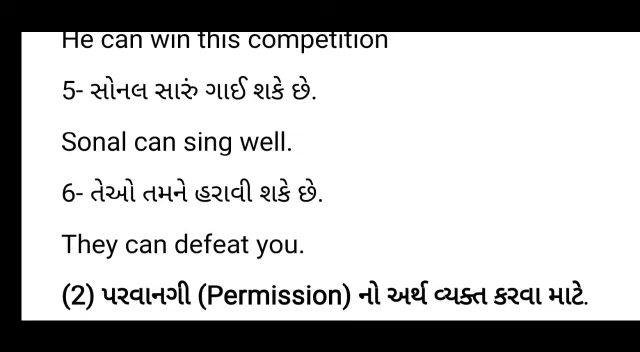 He can win this competition
5- સોનલ સારું ગાઈ શકે છે.
Sonal can sing well.
6- તેઓ તમને હરાવી શકે છે.
They can defeat you.
(2) પરવાનગી (Permission) નો અર્થ વ્યક્ત કરવા માટે.